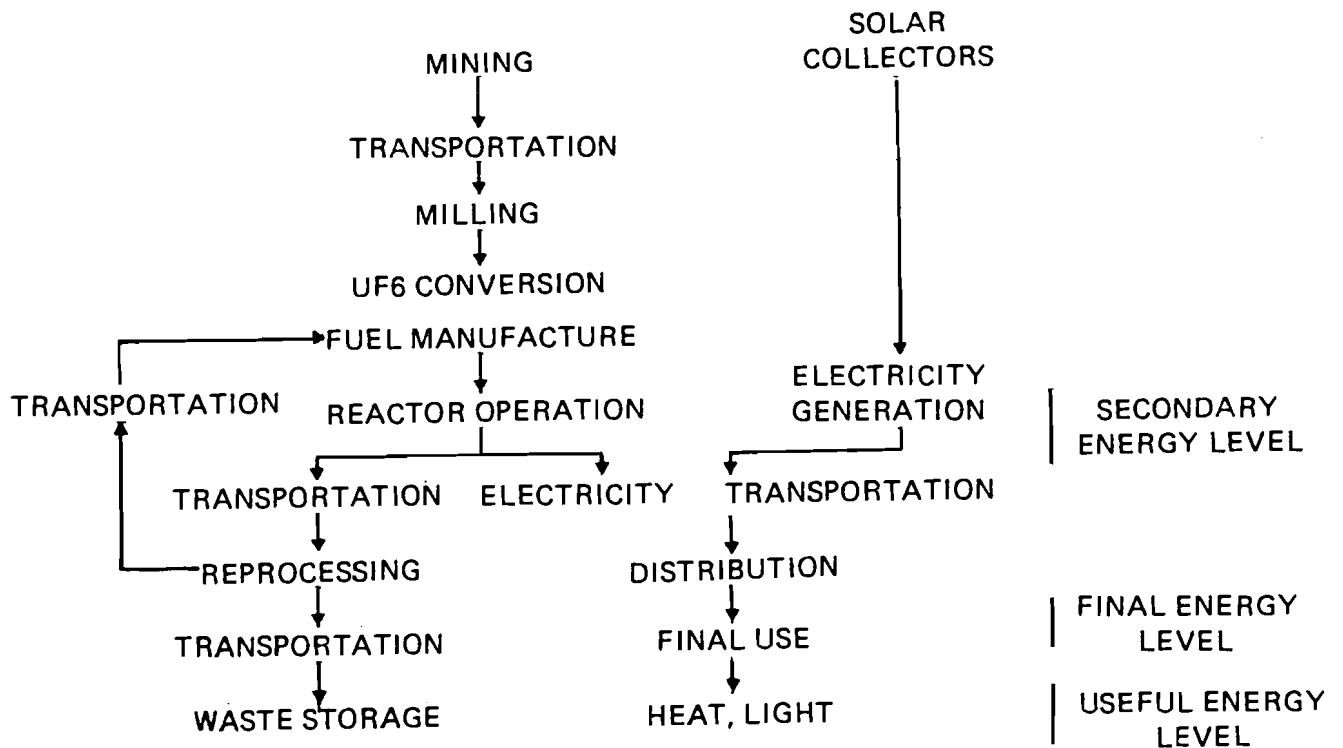 SOLAR
COLLECTORS
MINING
TRANSPORTATION
MILLING
UF6 CONVERSION
FUEL MANUFACTURE
TRANSPORTATION
REACTOR OPERATION
ELECTRICITY
GENERATION
SECONDARY
ENERGY LEVEL
TRANSPORTATION
ELECTRICITY
TRANSPORTATION
REPROCESSING
DISTRIBUTION
TRANSPORTATION
FINAL USE
FINAL ENERGY
LEVEL
WASTE STORAGE
HEAT, LIGHT
USEFUL ENERGY
LEVEL